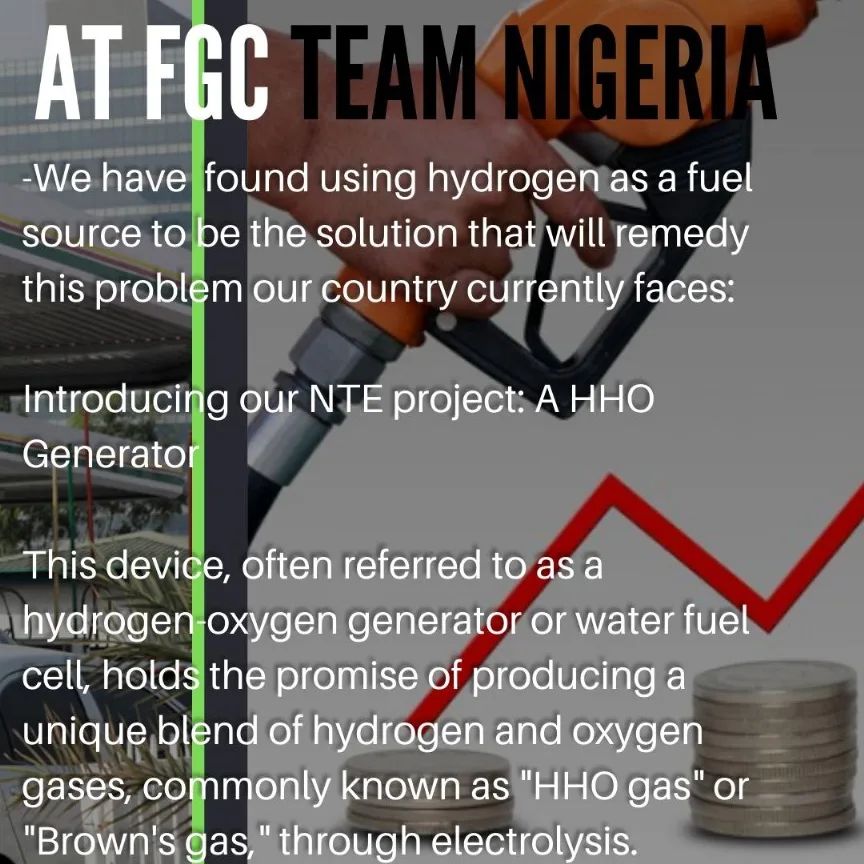 AT FGC TEAM NIGERIA
-We have found using hydrogen as a fuel
source to be the solution that will remedy
this problem our country currently faces:
Introducing our NTE project: A HHO
Generator
This device, often referred to as a
hydrogen-oxygen generator or water fuel
cell, holds the promise of producing a
unique blend of hydrogen and oxygen
gases, commonly known as "HHO gas" or
"Brown's gas," through electrolysis.